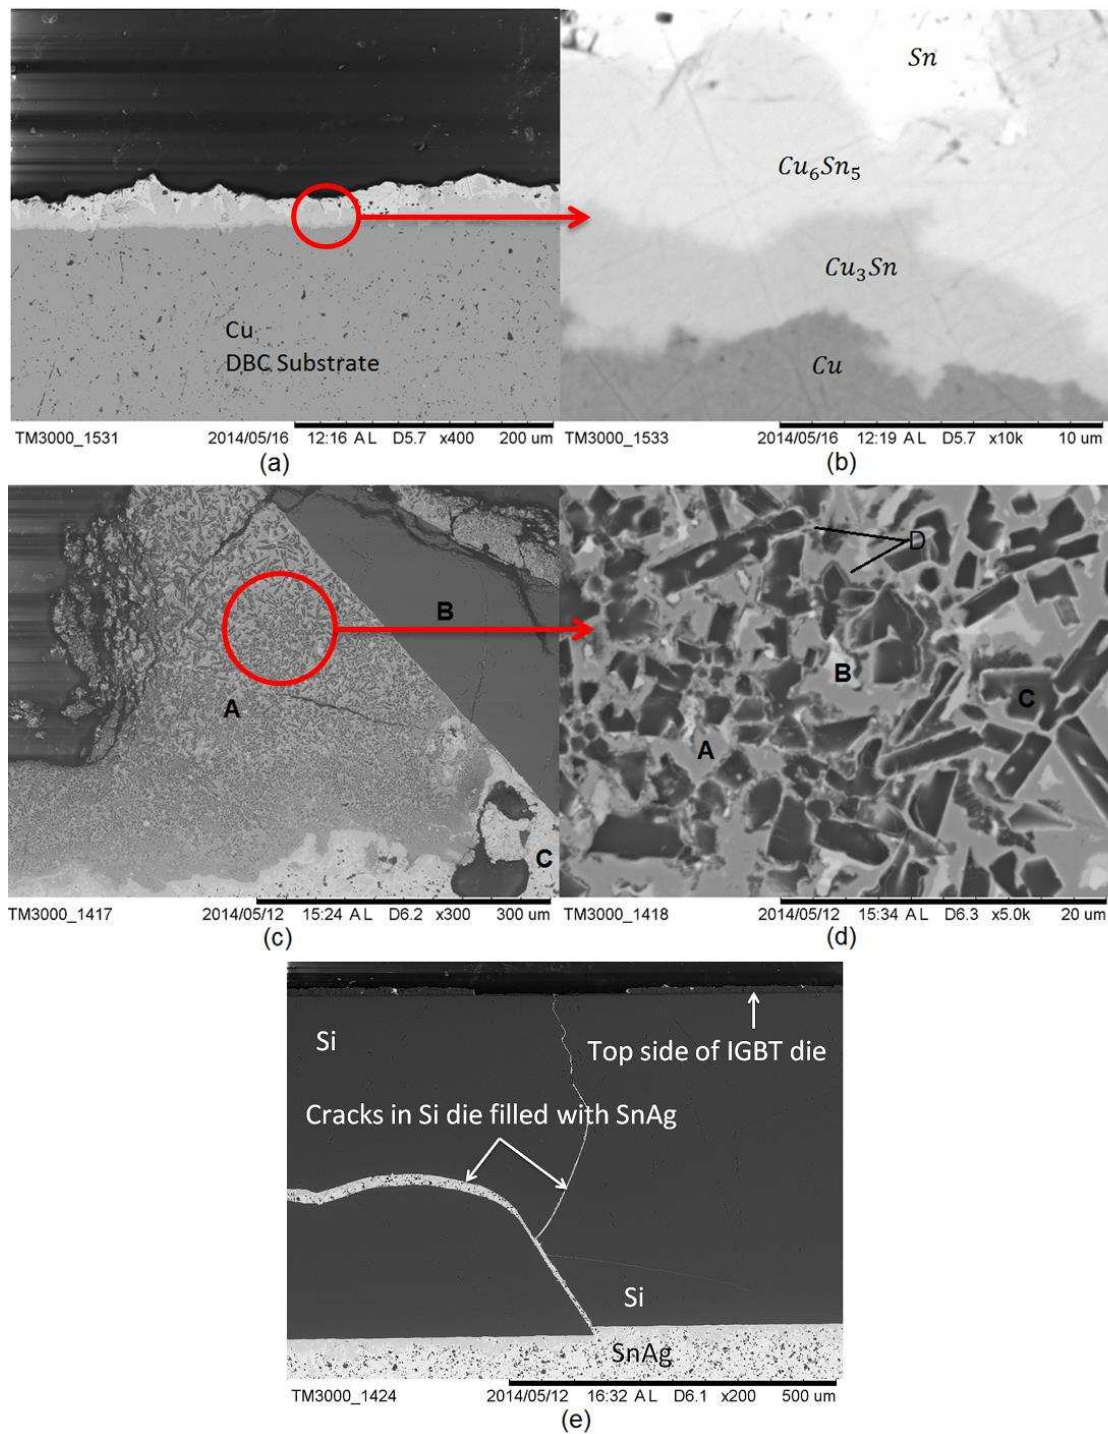 Cu
DBC Substrate
TM3000_1531 2014/05/16 12:16 A L D5.7 x400 200 um
(a)
Sn
Cu₆Sn₅
Cu₃Sn
Cu
TM3000_1533 2014/05/16 12:19 A L D5.7 x10k 10 um
(b)
B
A
C
TM3000_1417 2014/05/12 15:24 A L D6.2 x300 300 um
(c)
D
B
C
A
TM3000_1418 2014/05/12 15:34 A L D6.3 x5.0k 20 um
(d)
Si
Top side of IGBT die
Cracks in Si die filled with SnAg
Si
SnAg
TM3000_1424 2014/05/12 16:32 A L D6.1 x200 500 um
(e)